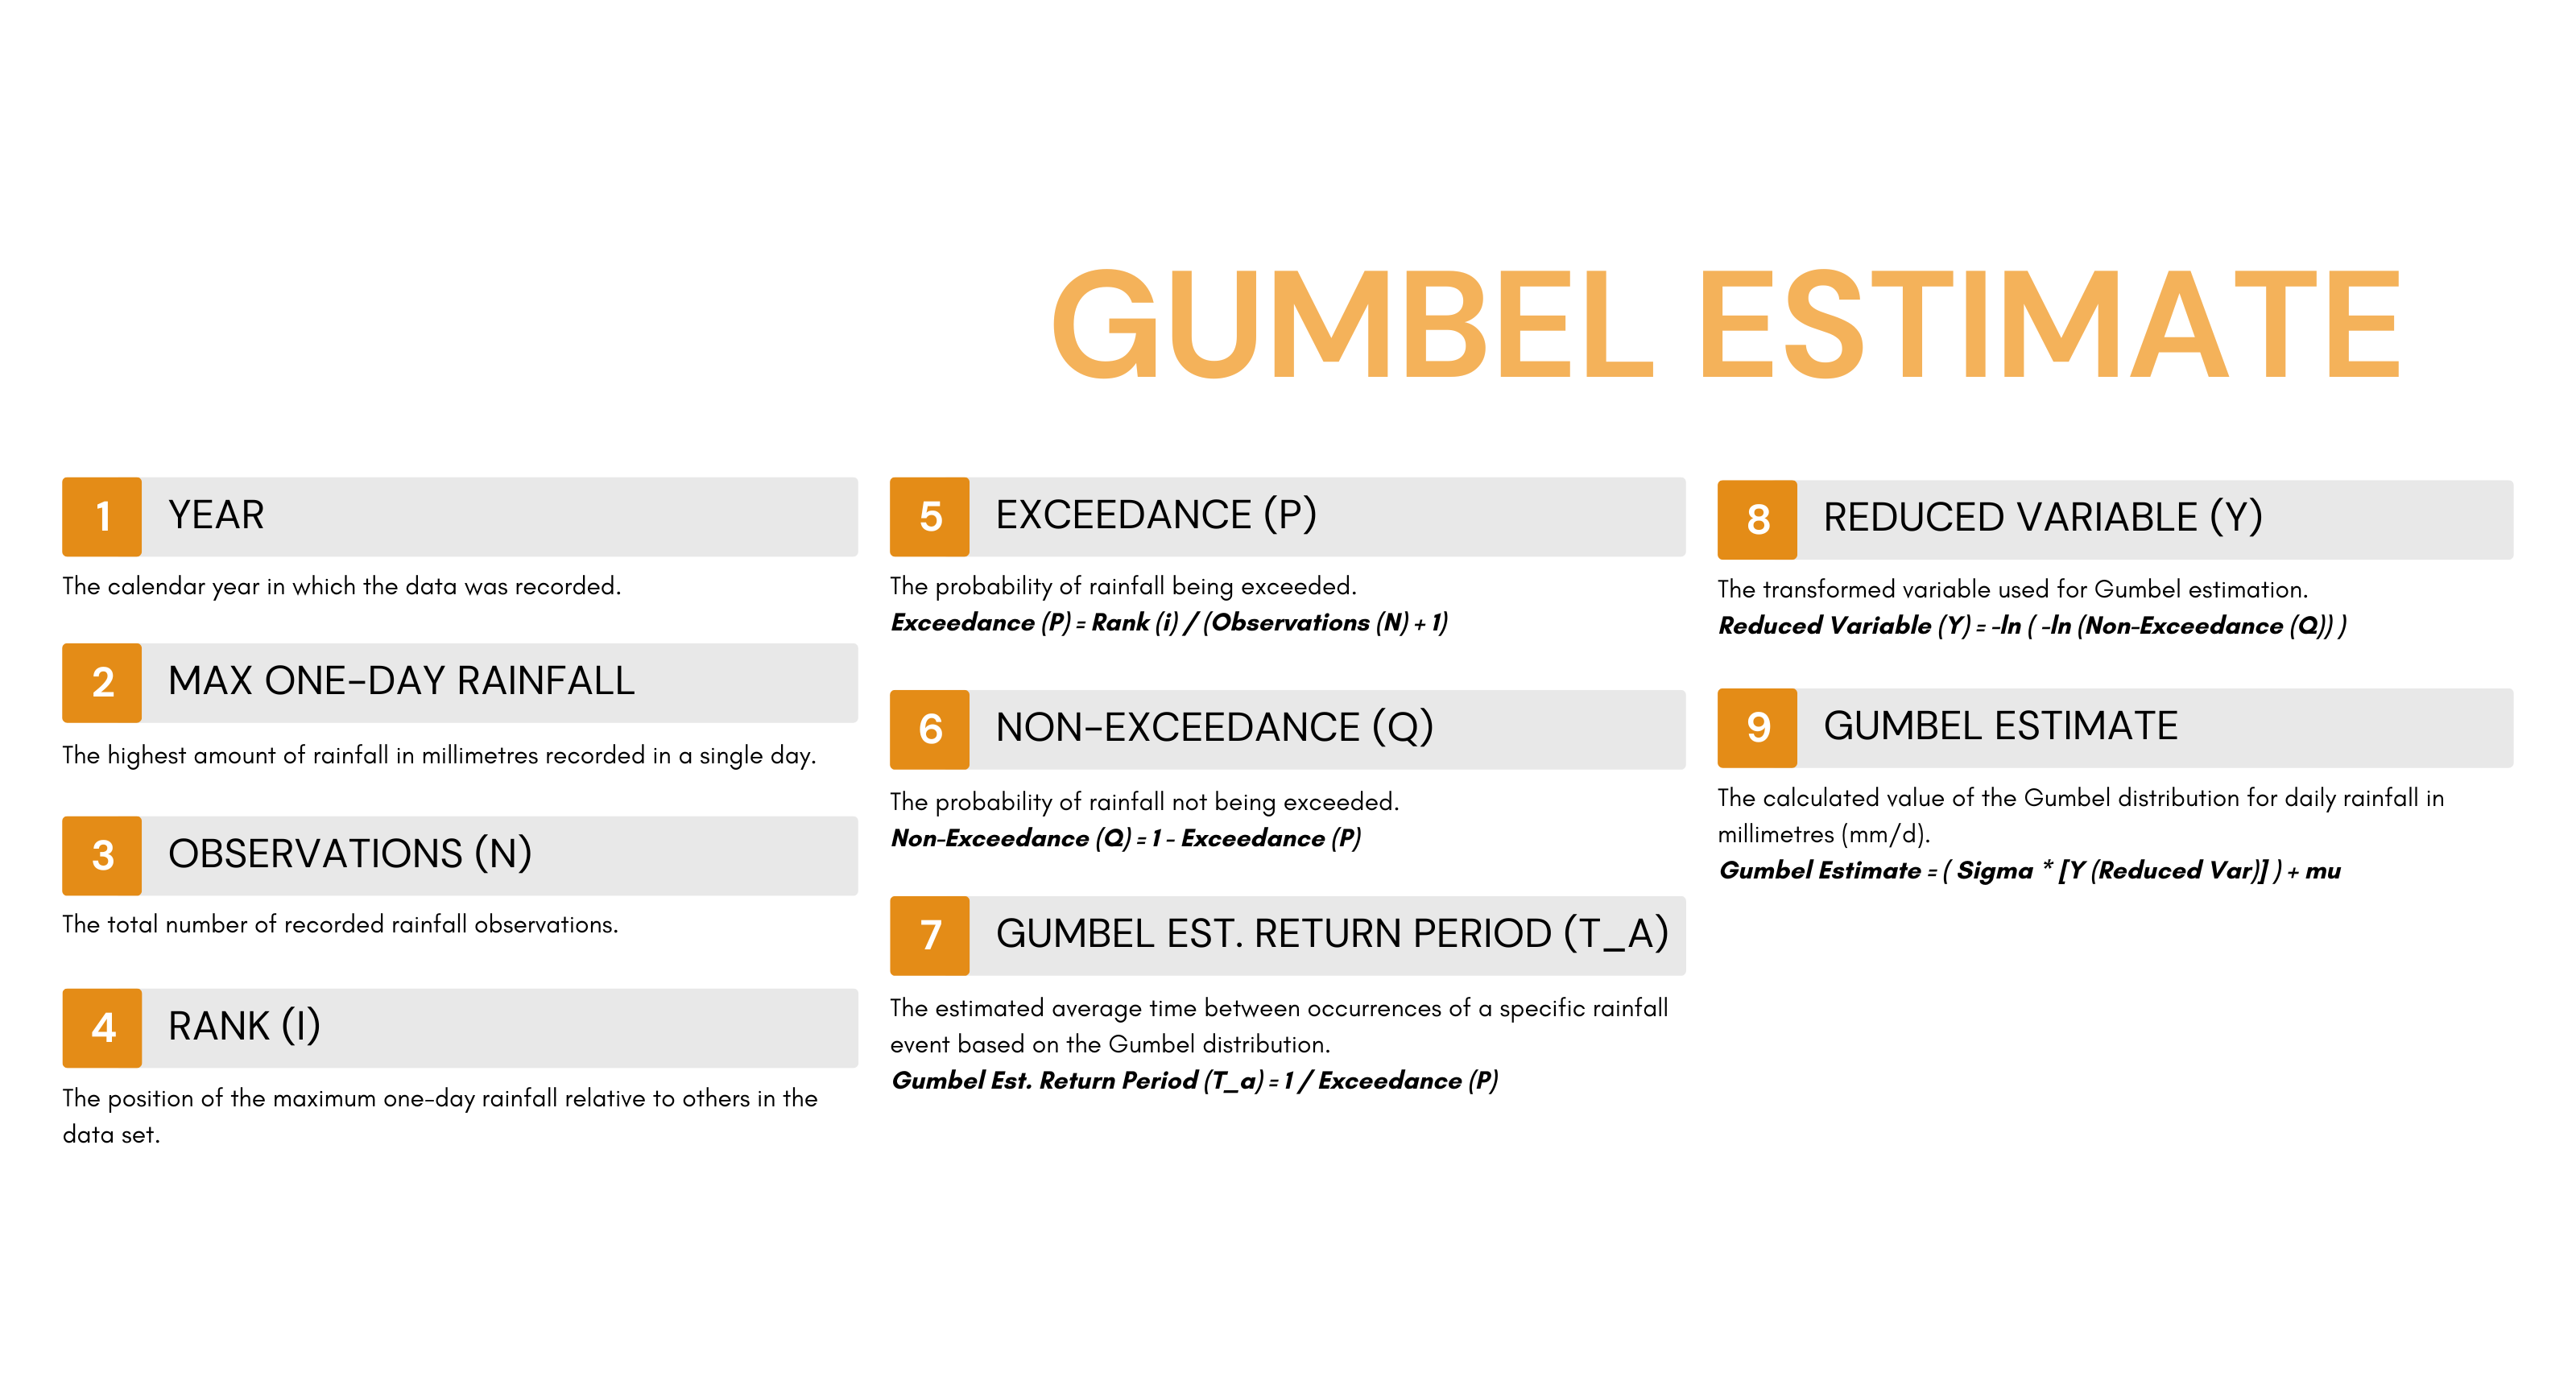 GUMBEL ESTIMATE
1 YEAR
The calendar year in which the data was recorded.
2 MAX ONE-DAY RAINFALL
The highest amount of rainfall in millimetres recorded in a single day.
3 OBSERVATIONS (N)
The total number of recorded rainfall observations.
4 RANK (I)
The position of the maximum one-day rainfall relative to others in the
data set.
5 EXCEEDANCE (P)
The probability of rainfall being exceeded.
Exceedance (P) = Rank (i) / (Observations (N) + 1)
6 NON-EXCEEDANCE (Q)
The probability of rainfall not being exceeded.
Non-Exceedance (Q) = 1 - Exceedance (P)
7 GUMBEL EST. RETURN PERIOD (T_A)
The estimated average time between occurrences of a specific rainfall
event based on the Gumbel distribution.
Gumbel Est. Return Period (T_a) = 1 / Exceedance (P)
8 REDUCED VARIABLE (Y)
The transformed variable used for Gumbel estimation.
Reduced Variable (Y) = -ln ( -ln (Non-Exceedance (Q)) )
9 GUMBEL ESTIMATE
The calculated value of the Gumbel distribution for daily rainfall in
millimetres (mm/d).
Gumbel Estimate = ( Sigma * [Y (Reduced Var)] ) + mu